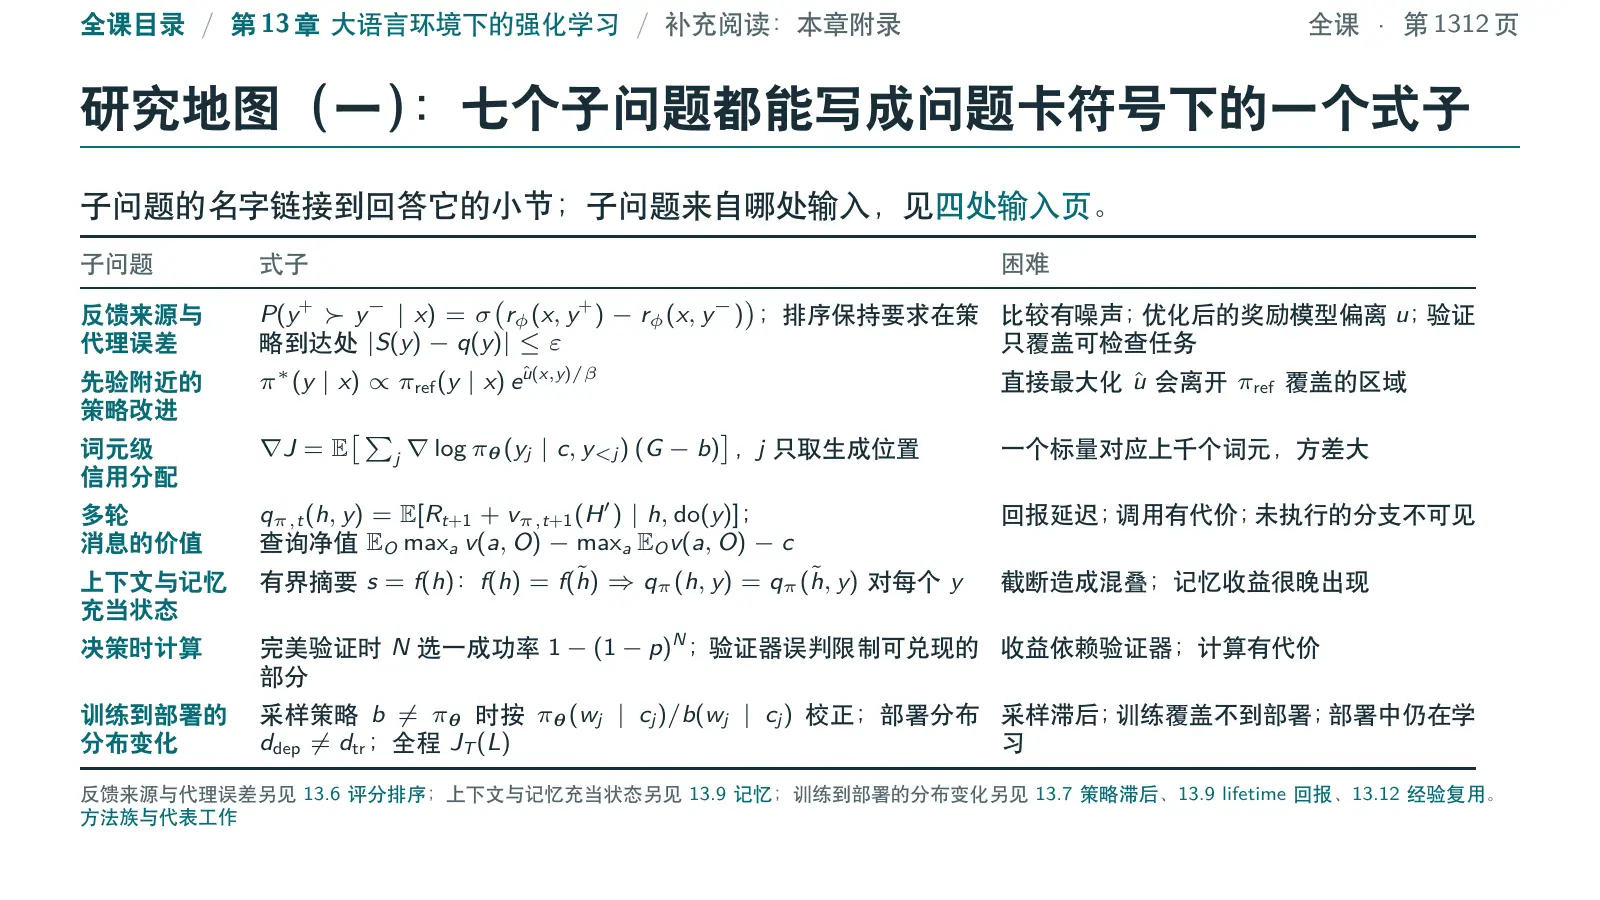 全课目录 / 第 13 章 大语言环境下的强化学习 / 补充阅读：本章附录 全课 · 第 1312 页
研究地图（一）：七个子问题都能写成问题卡符号下的一个式子
子问题的名字链接到回答它的小节；子问题来自哪处输入，见四处输入页。
子问题 式子 困难
反馈来源与 P(y⁺ ≻ y⁻ | x) = σ(r_ϕ(x, y⁺) − r_ϕ(x, y⁻))；排序保持要求在策 比较有噪声；优化后的奖励模型偏离 u；验证
代理误差 略到达处 |S(y) − q(y)| ≤ ε 只覆盖可检查任务
先验附近的 π*(y | x) ∝ π_ref(y | x) e^{û(x,y)/β} 直接最大化 û 会离开 π_ref 覆盖的区域
策略改进
词元级 ∇J = 𝔼[∑_j ∇ log π_θ(y_j | c, y_{<j}) (G − b)]，j 只取生成位置 一个标量对应上千个词元，方差大
信用分配
多轮 q_{π,t}(h, y) = 𝔼[R_{t+1} + v_{π,t+1}(H′) | h, do(y)]； 回报延迟；调用有代价；未执行的分支不可见
消息的价值 查询净值 𝔼_O max_a v(a, O) − max_a 𝔼_O v(a, O) − c
上下文与记忆 有界摘要 s = f(h)：f(h) = f(h̃) ⇒ q_π(h, y) = q_π(h̃, y) 对每个 y 截断造成混叠；记忆收益很晚出现
充当状态
决策时计算 完美验证时 N 选一成功率 1 − (1 − p)^N；验证器误判限制可兑现的 收益依赖验证器；计算有代价
部分
训练到部署的 采样策略 b ≠ π_θ 时按 π_θ(w_j | c_j)/b(w_j | c_j) 校正；部署分布 采样滞后；训练覆盖不到部署；部署中仍在学
分布变化 d_dep ≠ d_tr；全程 J_T(L) 习
反馈来源与代理误差另见 13.6 评分排序；上下文与记忆充当状态另见 13.9 记忆；训练到部署的分布变化另见 13.7 策略滞后、13.9 lifetime 回报、13.12 经验复用。
方法族与代表工作